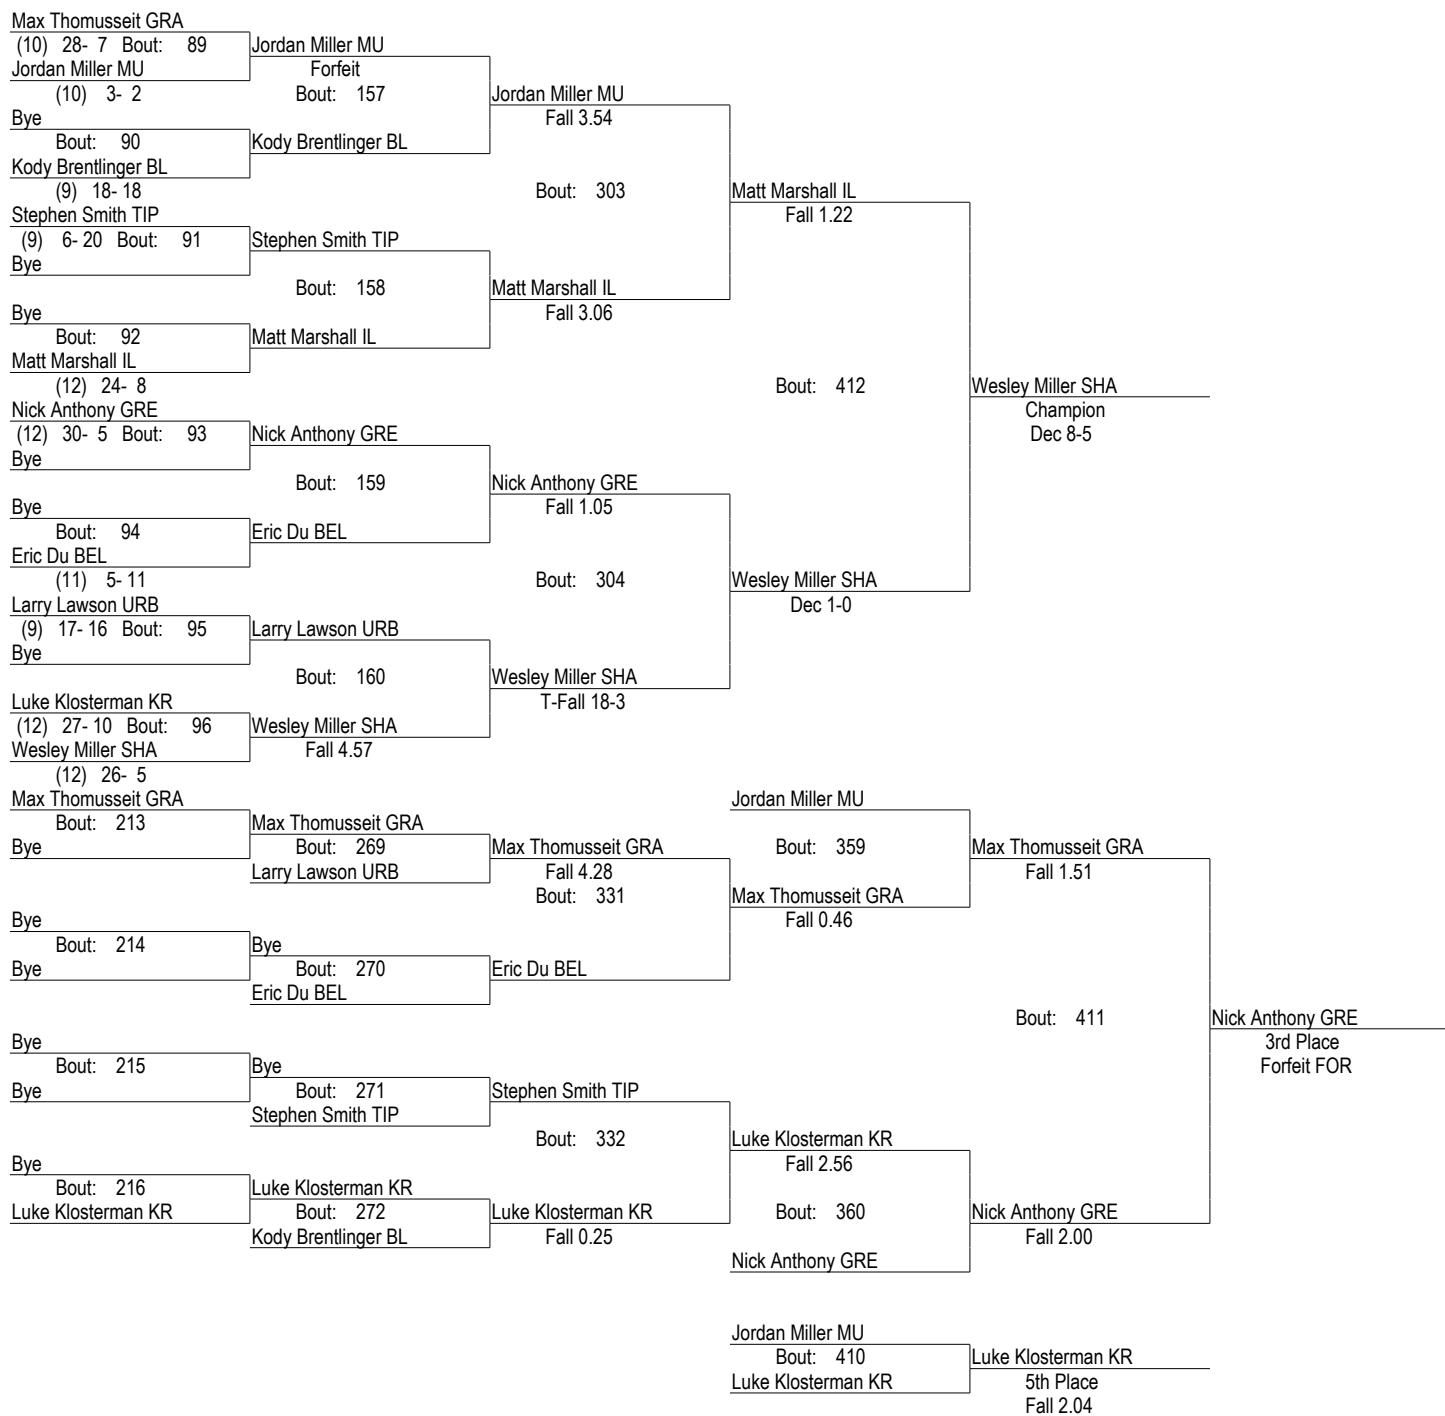 Max Thomusseit GRA
(10) 28- 7 Bout: 89
Jordan Miller MU
(10) 3- 2
Bye
Bout: 90
Kody Brentlinger BL
(9) 18- 18
Stephen Smith TIP
(9) 6- 20 Bout: 91
Bye
Bye
Bout: 92
Matt Marshall IL
(12) 24- 8
Nick Anthony GRE
(12) 30- 5 Bout: 93
Bye
Bye
Bout: 94
Eric Du BEL
(11) 5- 11
Larry Lawson URB
(9) 17- 16 Bout: 95
Bye
Luke Klosterman KR
(12) 27- 10 Bout: 96
Wesley Miller SHA
(12) 26- 5
Jordan Miller MU
Forfeit
Bout: 157
Kody Brentlinger BL
Stephen Smith TIP
Bout: 158
Matt Marshall IL
Nick Anthony GRE
Bout: 159
Eric Du BEL
Larry Lawson URB
Bout: 160
Wesley Miller SHA
Fall 4.57
Jordan Miller MU
Fall 3.54
Bout: 303
Matt Marshall IL
Fall 3.06
Nick Anthony GRE
Fall 1.05
Bout: 304
Wesley Miller SHA
T-Fall 18-3
Matt Marshall IL
Fall 1.22
Bout: 412
Wesley Miller SHA
Dec 1-0
Wesley Miller SHA
Champion
Dec 8-5
Max Thomusseit GRA
Bout: 213
Bye
Bye
Bout: 214
Bye
Bye
Bout: 215
Bye
Bye
Bout: 216
Luke Klosterman KR
Max Thomusseit GRA
Bout: 269
Larry Lawson URB
Bye
Bout: 270
Eric Du BEL
Bye
Bout: 271
Stephen Smith TIP
Luke Klosterman KR
Bout: 272
Kody Brentlinger BL
Max Thomusseit GRA
Fall 4.28
Bout: 331
Eric Du BEL
Stephen Smith TIP
Bout: 332
Luke Klosterman KR
Fall 0.25
Jordan Miller MU
Bout: 359
Max Thomusseit GRA
Fall 0.46
Luke Klosterman KR
Fall 2.56
Bout: 360
Nick Anthony GRE
Max Thomusseit GRA
Fall 1.51
Bout: 411
Nick Anthony GRE
Fall 2.00
Nick Anthony GRE
3rd Place
Forfeit FOR
Jordan Miller MU
Bout: 410
Luke Klosterman KR
Luke Klosterman KR
5th Place
Fall 2.04